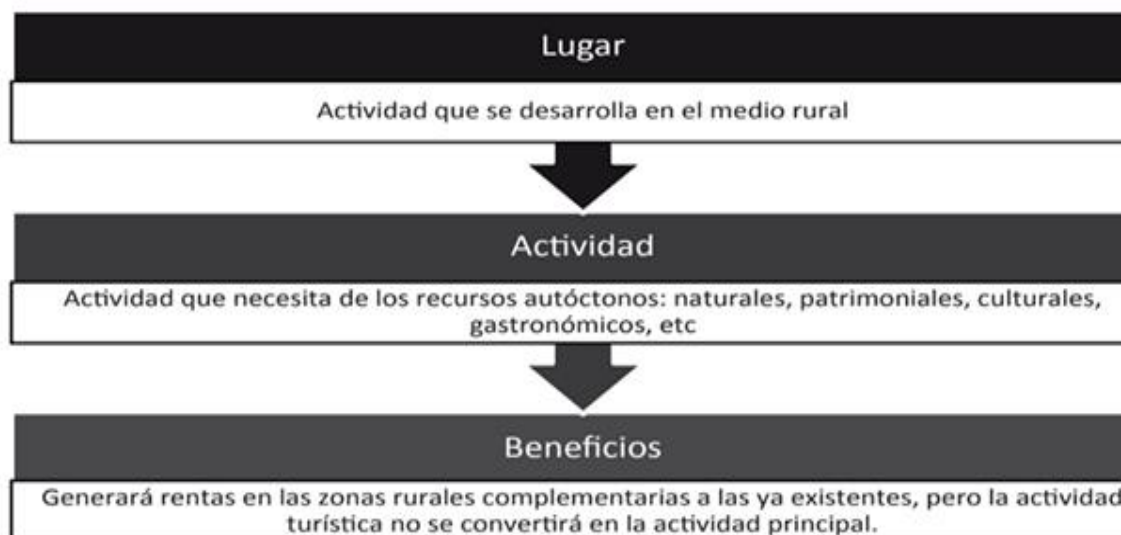 Lugar
Actividad que se desarrolla en el medio rural
Actividad
Actividad que necesita de los recursos autóctonos: naturales, patrimoniales, culturales,
gastronómicos, etc
Beneficios
Generará rentas en las zonas rurales complementarias a las ya existentes, pero la actividad
turística no se convertirá en la actividad principal.